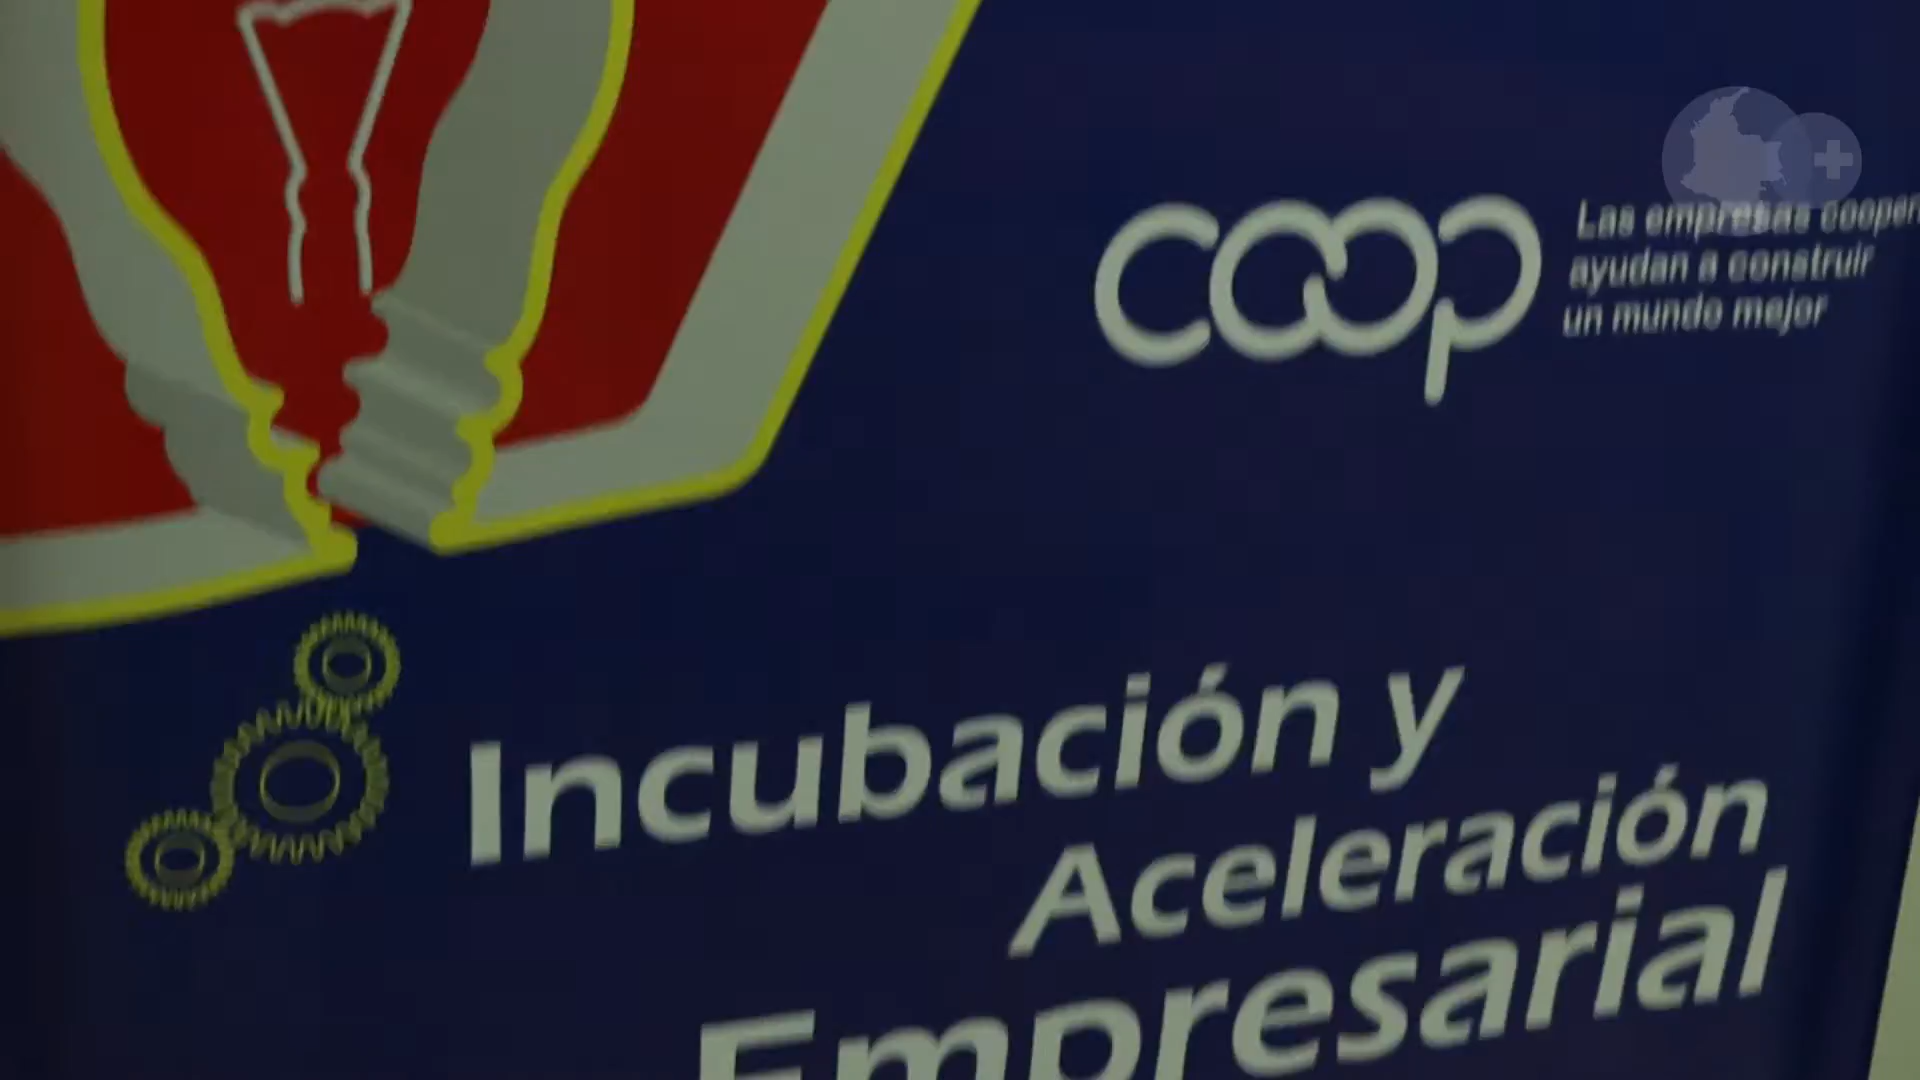 coop
Las empresas
ayudan a construir
un mundo mejor
Incubación y
Aceleración
Empresarial